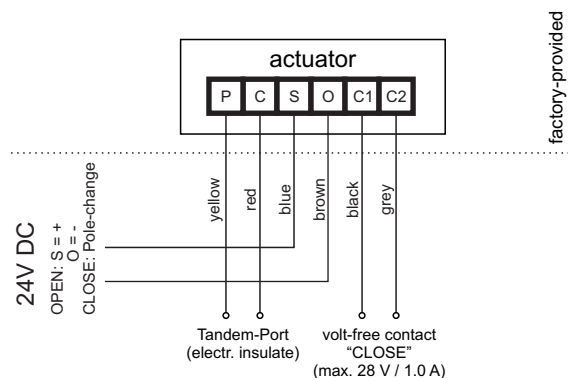 actuator
P C S O C1 C2
factory-provided
yellow
red
blue
brown
black
grey
24V DC
OPEN: S = +
O = -
CLOSE: Pole-change
Tandem-Port
(electr. insulate)
volt-free contact
“CLOSE”
(max. 28 V / 1.0 A)